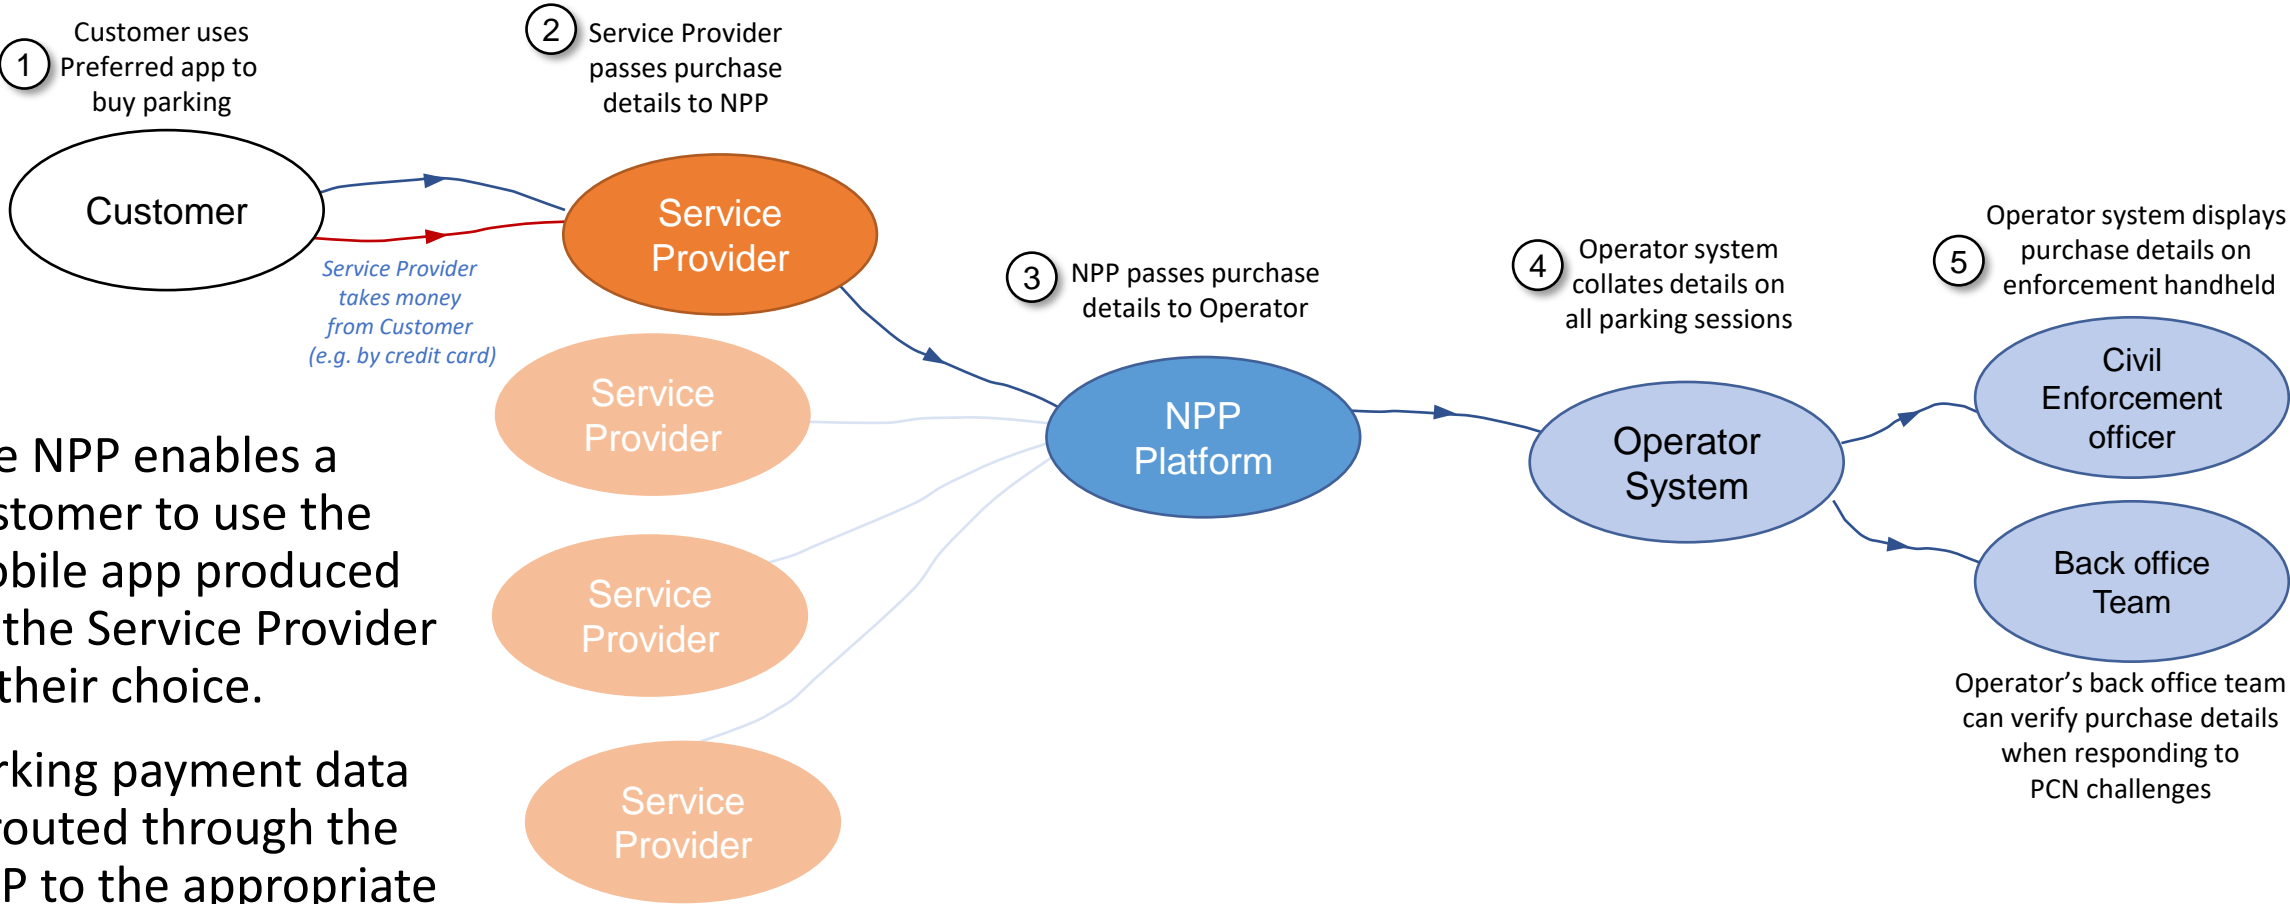 1
Customer uses
Preferred app to
buy parking
2
Service Provider
passes purchase
details to NPP
Customer
Service
Provider
Service Provider
takes money
from Customer
(e.g. by credit card)
3
NPP passes purchase
details to Operator
4
Operator system
collates details on
all parking sessions
5
Operator system displays
purchase details on
enforcement handheld
Service
Provider
NPP
Platform
Operator
System
Civil
Enforcement
officer
Service
Provider
Back office
Team
Operator's back office team
can verify purchase details
when responding to
PCN challenges
Service
Provider
e NPP enables a
stomer to use the
obile app produced
the Service Provider
their choice.
rking payment data
routed through the
P to the appropriate